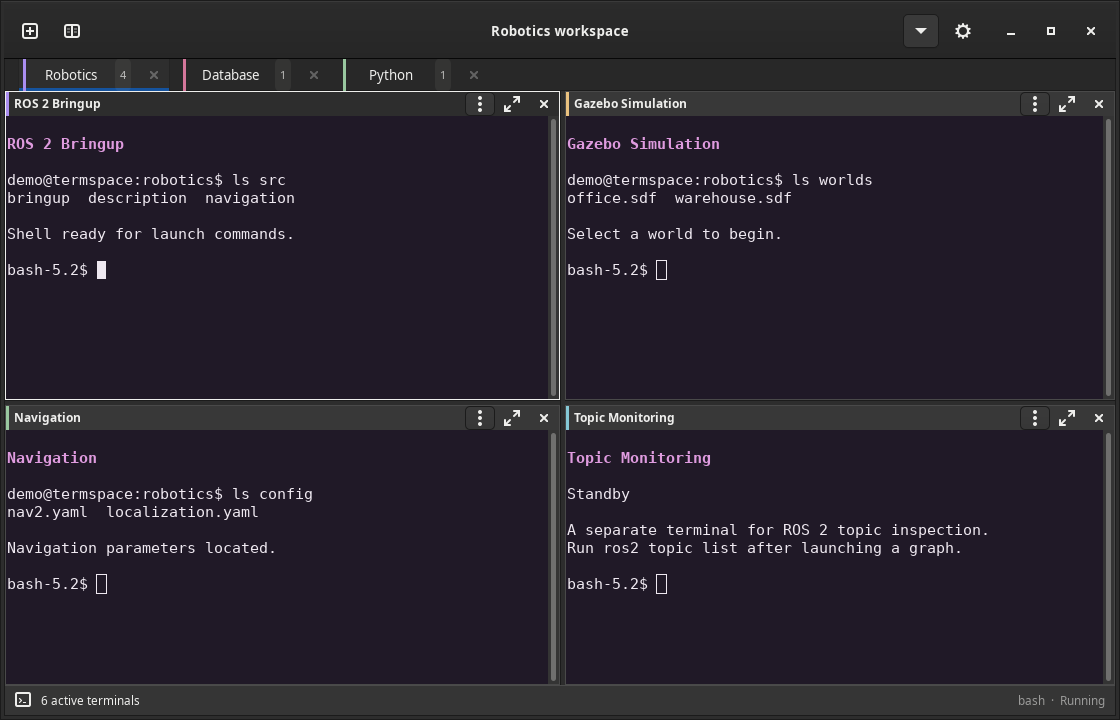 Robotics workspace
Robotics 4
Database 1
Python 1
ROS 2 Bringup
ROS 2 Bringup
demo@termspace:robotics$ ls src
bringup  description  navigation
Shell ready for launch commands.
bash-5.2$
Gazebo Simulation
Gazebo Simulation
demo@termspace:robotics$ ls worlds
office.sdf  warehouse.sdf
Select a world to begin.
bash-5.2$
Navigation
Navigation
demo@termspace:robotics$ ls config
nav2.yaml  localization.yaml
Navigation parameters located.
bash-5.2$
Topic Monitoring
Topic Monitoring
Standby
A separate terminal for ROS 2 topic inspection.
Run ros2 topic list after launching a graph.
bash-5.2$
6 active terminals
bash · Running